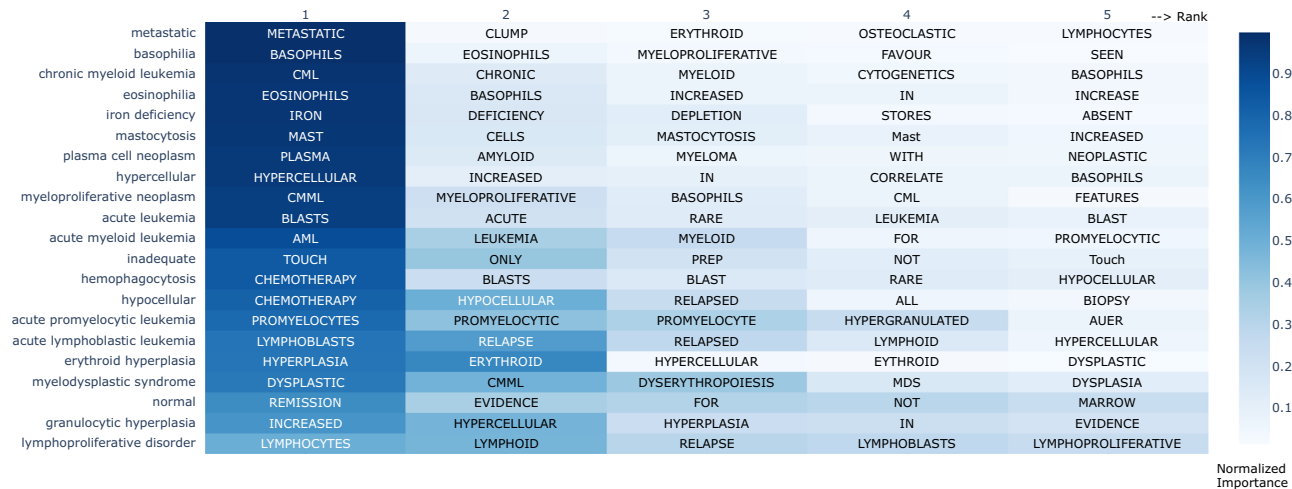 1 2 3 4 5 --> Rank
metastatic METASTATIC CLUMP ERYTHROID OSTEOCLASTIC LYMPHOCYTES
basophilia BASOPHILS EOSINOPHILS MYELOPROLIFERATIVE FAVOUR SEEN
chronic myeloid leukemia CML CHRONIC MYELOID CYTOGENETICS BASOPHILS
eosinophilia EOSINOPHILS BASOPHILS INCREASED IN INCREASE
iron deficiency IRON DEFICIENCY DEPLETION STORES ABSENT
mastocytosis MAST CELLS MASTOCYTOSIS Mast INCREASED
plasma cell neoplasm PLASMA AMYLOID MYELOMA WITH NEOPLASTIC
hypercellular HYPERCELLULAR INCREASED IN CORRELATE BASOPHILS
myeloproliferative neoplasm CMML MYELOPROLIFERATIVE BASOPHILS CML FEATURES
acute leukemia BLASTS ACUTE RARE LEUKEMIA BLAST
acute myeloid leukemia AML LEUKEMIA MYELOID FOR PROMYELOCYTIC
inadequate TOUCH ONLY PREP NOT Touch
hemophagocytosis CHEMOTHERAPY BLASTS BLAST RARE HYPOCELLULAR
hypocellular CHEMOTHERAPY HYPOCELLULAR RELAPSED ALL BIOPSY
acute promyelocytic leukemia PROMYELOCYTES PROMYELOCYTIC PROMYELOCYTE HYPERGRANULATED AUER
acute lymphoblastic leukemia LYMPHOBLASTS RELAPSE RELAPSED LYMPHOID HYPERCELLULAR
erythroid hyperplasia HYPERPLASIA ERYTHROID HYPERCELLULAR EYTHROID DYSPLASTIC
myelodysplastic syndrome DYSPLASTIC CMML DYSERYTHROPOIESIS MDS DYSPLASIA
normal REMISSION EVIDENCE FOR NOT MARROW
granulocytic hyperplasia INCREASED HYPERCELLULAR HYPERPLASIA IN EVIDENCE
lymphoproliferative disorder LYMPHOCYTES LYMPHOID RELAPSE LYMPHOBLASTS LYMPHOPROLIFERATIVE
0.9
0.8
0.7
0.6
0.5
0.4
0.3
0.2
0.1
Normalized
Importance